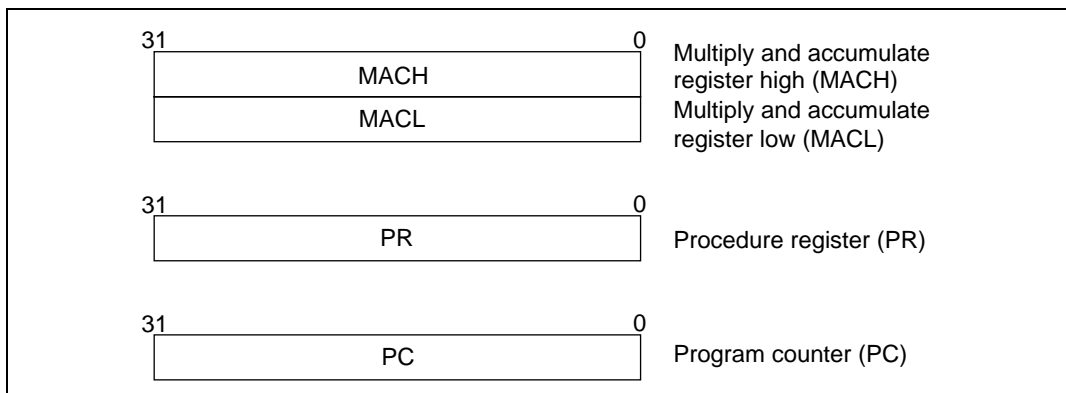 31 0
MACH
Multiply and accumulate
register high (MACH)
MACL
Multiply and accumulate
register low (MACL)
31 0
PR
Procedure register (PR)
31 0
PC
Program counter (PC)